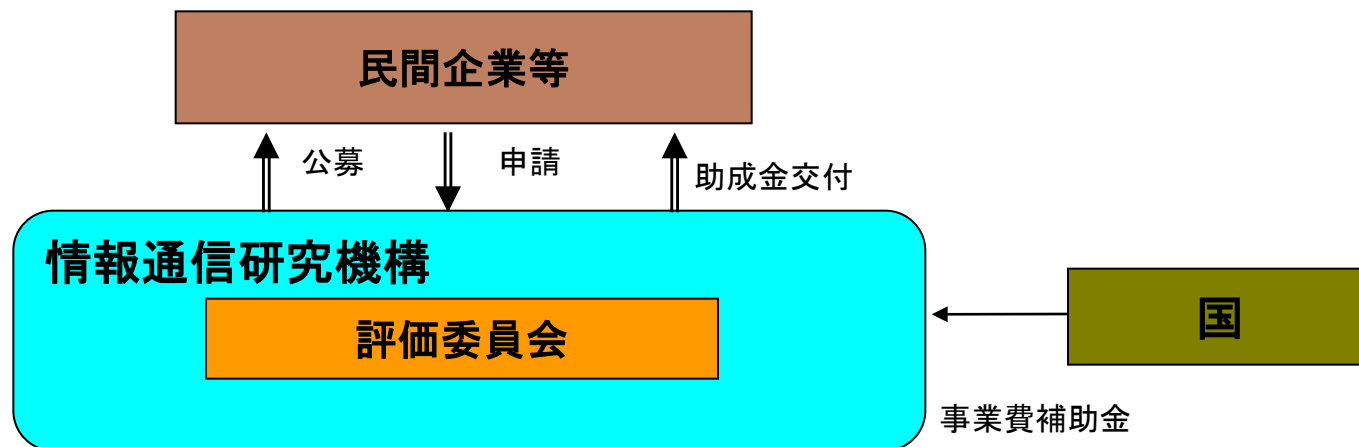 民間企業等
公募
申請
助成金交付
情報通信研究機構
評価委員会
国
事業費補助金